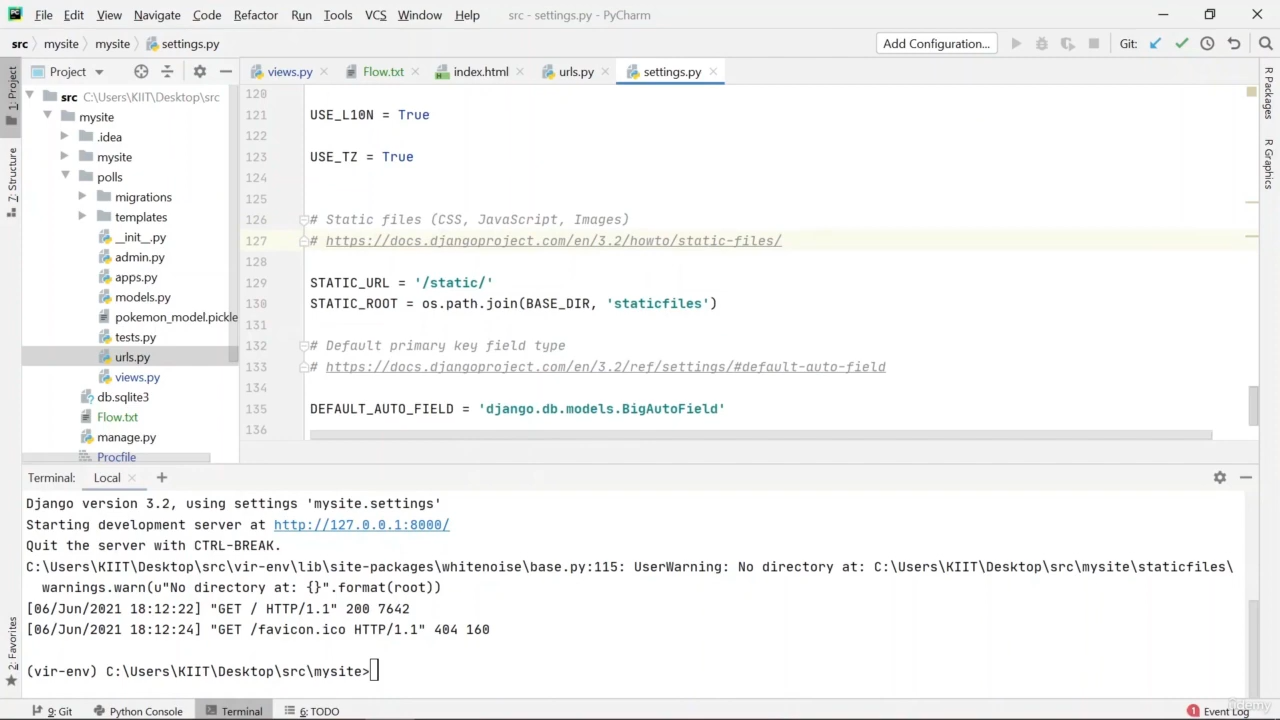 PC File Edit View Navigate Code Refactor Run Tools VCS Window Help src - settings.py - PyCharm
src mysite mysite settings.py Add Configuration... Git:
Project views.py Flow.txt index.html urls.py settings.py
1: Project
7: Structure
2: Favorites
R Packages
R Graphics
src C:\Users\KIIT\Desktop\src
mysite
.idea
mysite
polls
migrations
templates
__init__.py
admin.py
apps.py
models.py
pokemon_model.pickle
tests.py
urls.py
views.py
db.sqlite3
Flow.txt
manage.py
Procfile
120
121 USE_L10N = True
122
123 USE_TZ = True
124
125
126 # Static files (CSS, JavaScript, Images)
127 # https://docs.djangoproject.com/en/3.2/howto/static-files/
128
129 STATIC_URL = '/static/'
130 STATIC_ROOT = os.path.join(BASE_DIR, 'staticfiles')
131
132 # Default primary key field type
133 # https://docs.djangoproject.com/en/3.2/ref/settings/#default-auto-field
134
135 DEFAULT_AUTO_FIELD = 'django.db.models.BigAutoField'
136
Terminal: Local
Django version 3.2, using settings 'mysite.settings'
Starting development server at http://127.0.0.1:8000/
Quit the server with CTRL-BREAK.
C:\Users\KIIT\Desktop\src\vir-env\lib\site-packages\whitenoise\base.py:115: UserWarning: No directory at: C:\Users\KIIT\Desktop\src\mysite\staticfiles\
warnings.warn(u"No directory at: {}".format(root))
[06/Jun/2021 18:12:22] "GET / HTTP/1.1" 200 7642
[06/Jun/2021 18:12:24] "GET /favicon.ico HTTP/1.1" 404 160
(vir-env) C:\Users\KIIT\Desktop\src\mysite>
9: Git Python Console Terminal 6: TODO 1 Event Log
udemy